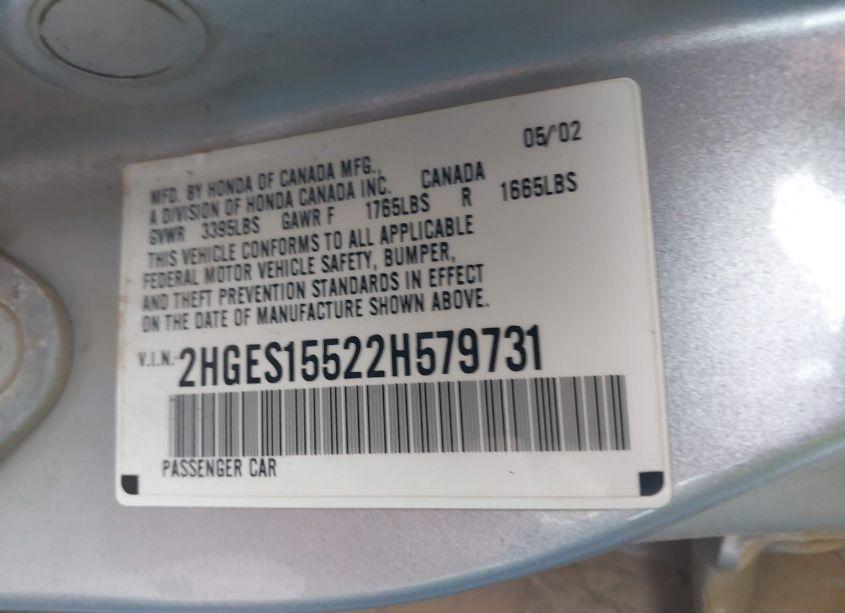 05/'02
MFD. BY HONDA OF CANADA MFG.,
A DIVISION OF HONDA CANADA INC. CANADA
GVWR 3395LBS GAWR F 1765LBS R 1665LBS
THIS VEHICLE CONFORMS TO ALL APPLICABLE
FEDERAL MOTOR VEHICLE SAFETY, BUMPER,
AND THEFT PREVENTION STANDARDS IN EFFECT
ON THE DATE OF MANUFACTURE SHOWN ABOVE.
V.I.N. 2HGES15522H579731
PASSENGER CAR